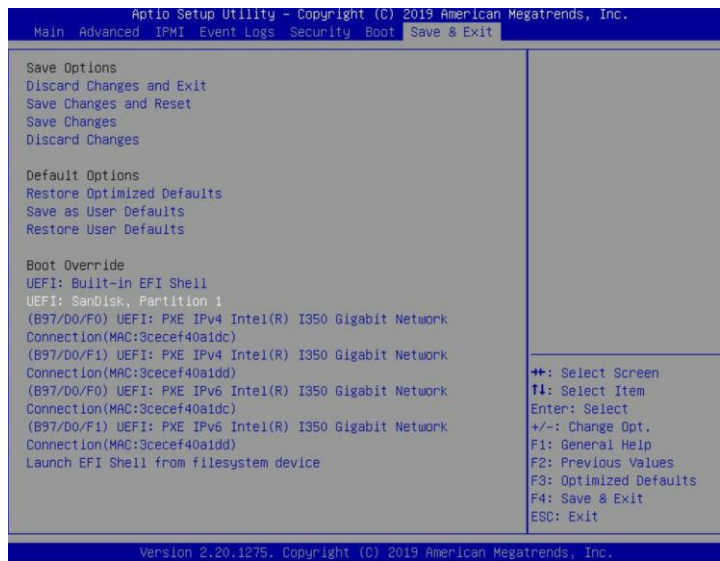 Aptio Setup Utility – Copyright (C) 2019 American Megatrends, Inc.
Main Advanced IPMI Event Logs Security Boot Save & Exit
Save Options
Discard Changes and Exit
Save Changes and Reset
Save Changes
Discard Changes
Default Options
Restore Optimized Defaults
Save as User Defaults
Restore User Defaults
Boot Override
UEFI: Built-in EFI Shell
UEFI: SanDisk, Partition 1
(B97/D0/F0) UEFI: PXE IPv4 Intel(R) I350 Gigabit Network
Connection(MAC:3cecef40a1dc)
(B97/D0/F1) UEFI: PXE IPv4 Intel(R) I350 Gigabit Network
Connection(MAC:3cecef40a1dd)
(B97/D0/F0) UEFI: PXE IPv6 Intel(R) I350 Gigabit Network
Connection(MAC:3cecef40a1dc)
(B97/D0/F1) UEFI: PXE IPv6 Intel(R) I350 Gigabit Network
Connection(MAC:3cecef40a1dd)
Launch EFI Shell from filesystem device
→←: Select Screen
↑↓: Select Item
Enter: Select
+/-: Change Opt.
F1: General Help
F2: Previous Values
F3: Optimized Defaults
F4: Save & Exit
ESC: Exit
Version 2.20.1275. Copyright (C) 2019 American Megatrends, Inc.